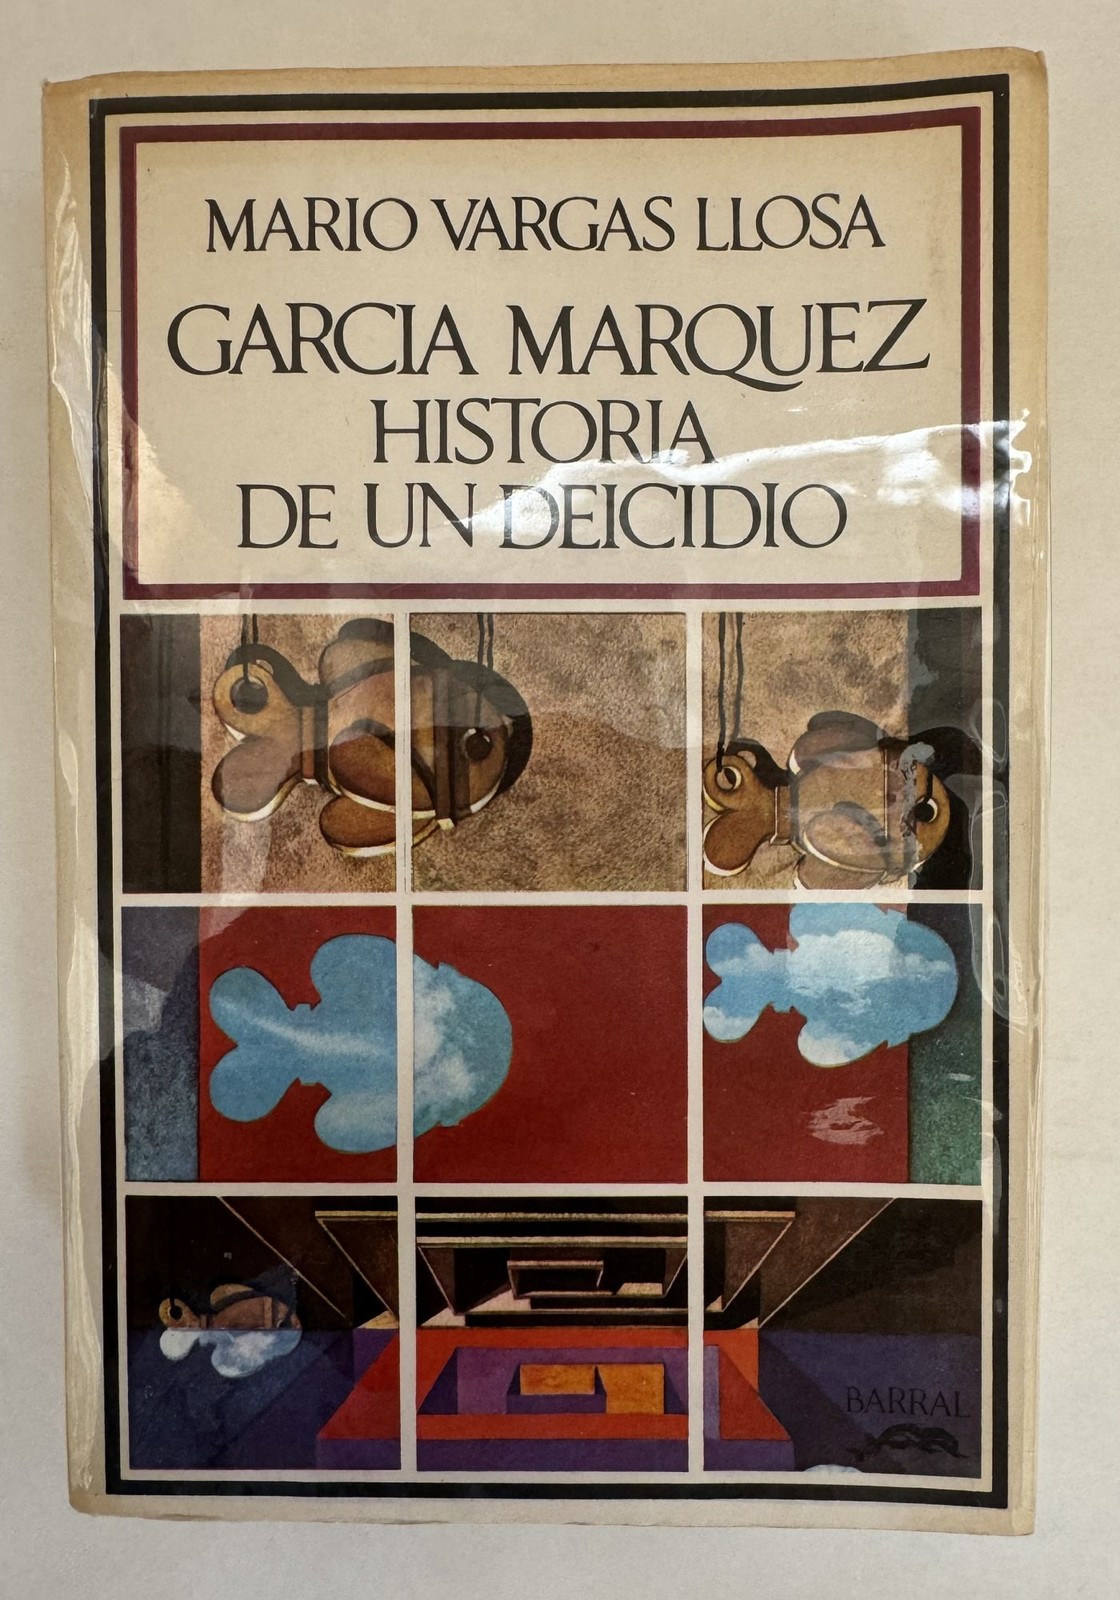 MARIO VARGAS LLOSA
GARCIA MARQUEZ
HISTORIA
DE UN DEICIDIO
BARRAL